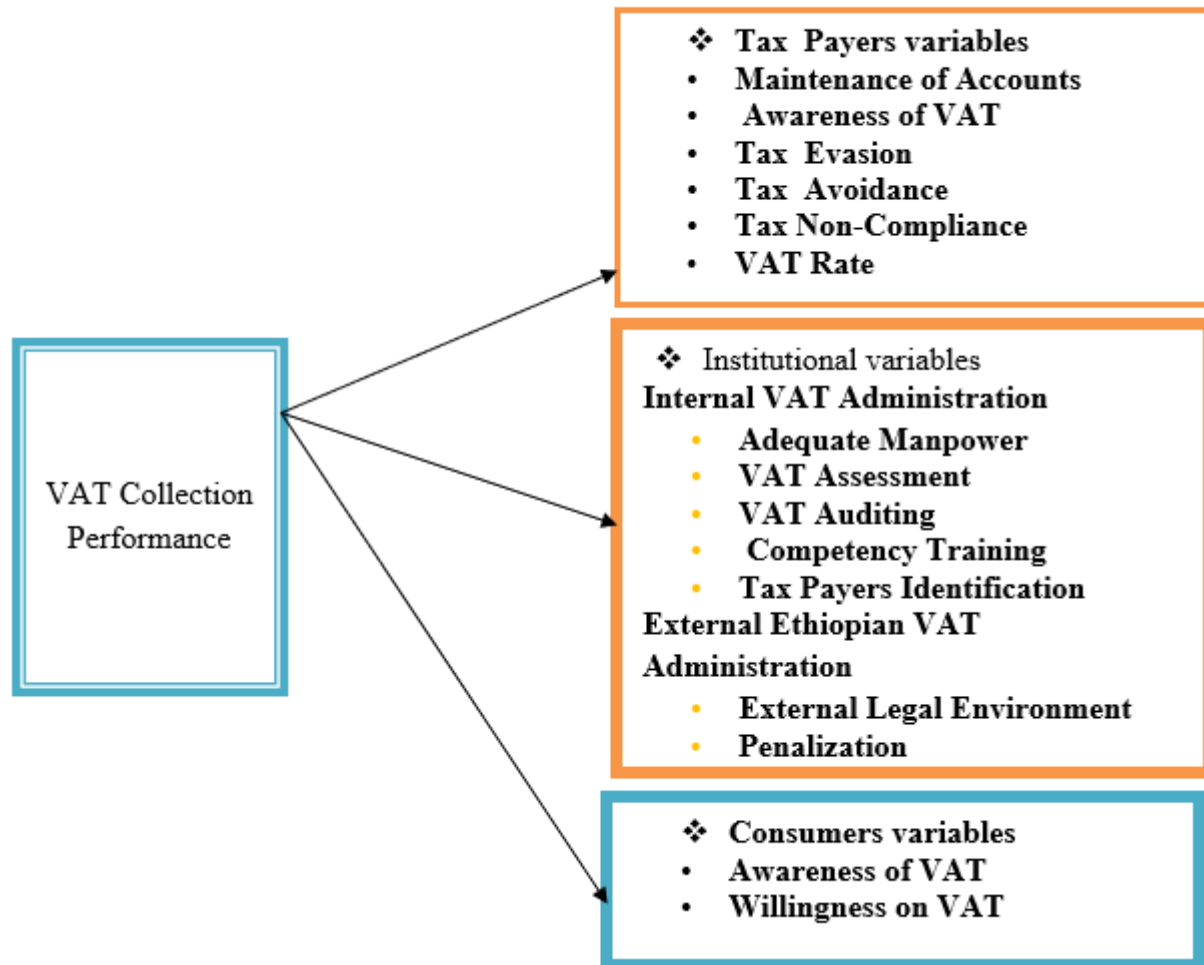 ❖ Tax Payers variables
• Maintenance of Accounts
• Awareness of VAT
• Tax Evasion
• Tax Avoidance
• Tax Non-Compliance
• VAT Rate
VAT Collection
Performance
❖ Institutional variables
Internal VAT Administration
• Adequate Manpower
• VAT Assessment
• VAT Auditing
• Competency Training
• Tax Payers Identification
External Ethiopian VAT
Administration
• External Legal Environment
• Penalization
❖ Consumers variables
• Awareness of VAT
• Willingness on VAT